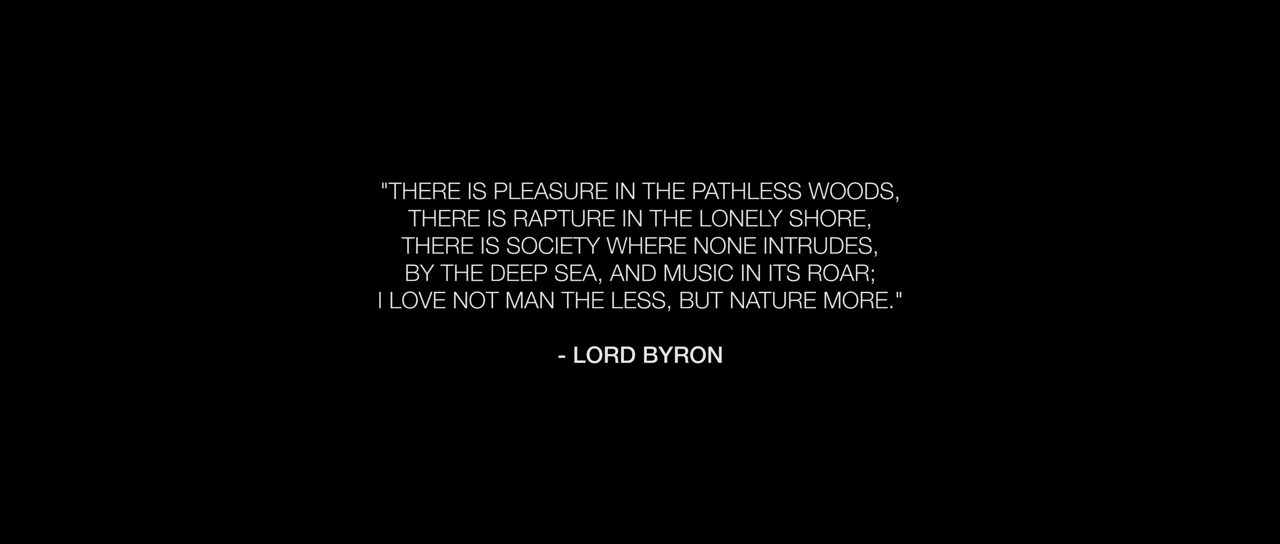 "THERE IS PLEASURE IN THE PATHLESS WOODS,
THERE IS RAPTURE IN THE LONELY SHORE,
THERE IS SOCIETY WHERE NONE INTRUDES,
BY THE DEEP SEA, AND MUSIC IN ITS ROAR;
I LOVE NOT MAN THE LESS, BUT NATURE MORE."
- LORD BYRON